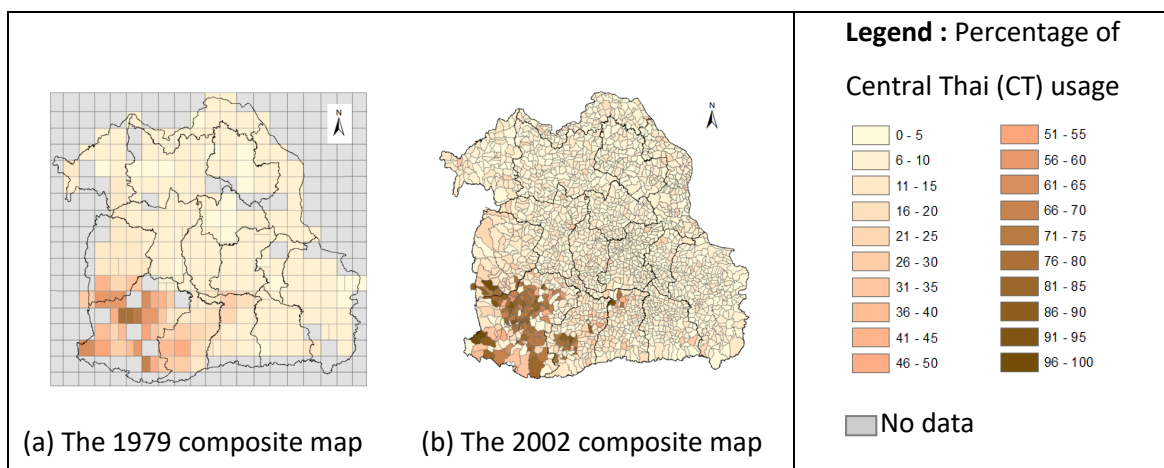 N
(a) The 1979 composite map
N
(b) The 2002 composite map
Legend : Percentage of
Central Thai (CT) usage
0 - 5
6 - 10
11 - 15
16 - 20
21 - 25
26 - 30
31 - 35
36 - 40
41 - 45
46 - 50
51 - 55
56 - 60
61 - 65
66 - 70
71 - 75
76 - 80
81 - 85
86 - 90
91 - 95
96 - 100
No data